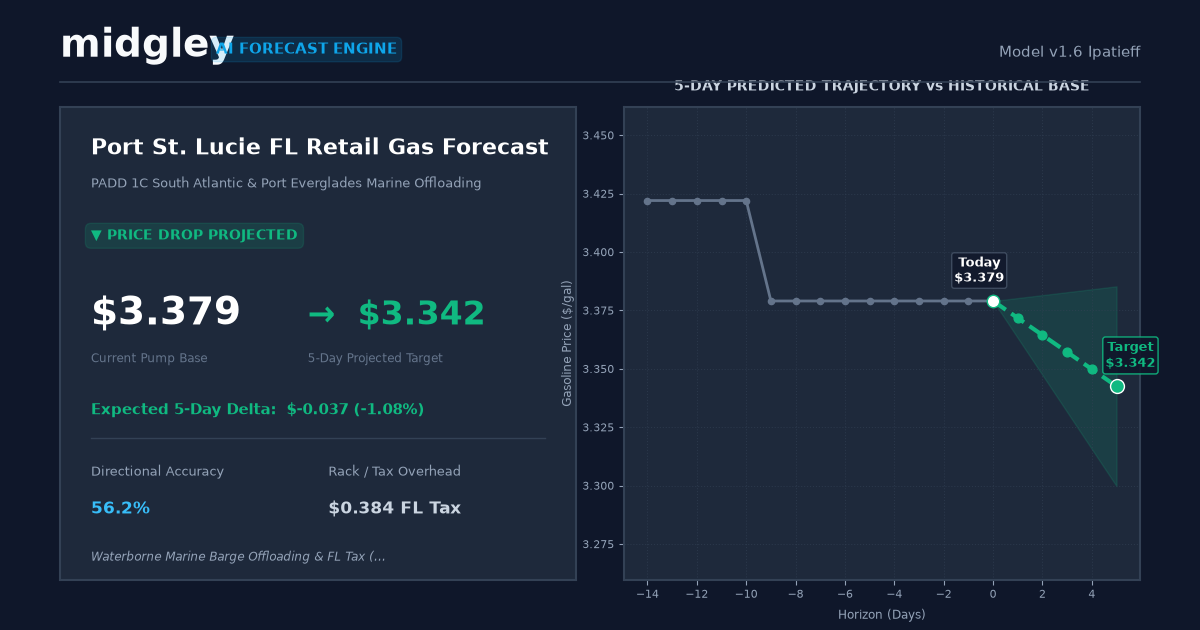 midgley
AI FORECAST ENGINE
Model v1.6 Ipatieff
Port St. Lucie FL Retail Gas Forecast
PADD 1C South Atlantic & Port Everglades Marine Offloading
▼ PRICE DROP PROJECTED
$3.379
→ $3.342
Current Pump Base
5-Day Projected Target
Expected 5-Day Delta: $-0.037 (-1.08%)
Directional Accuracy
Rack / Tax Overhead
56.2%
$0.384 FL Tax
Waterborne Marine Barge Offloading & FL Tax (...
5-DAY PREDICTED TRAJECTORY vs HISTORICAL BASE
Gasoline Price ($/gal)
3.450
3.425
3.400
3.375
3.350
3.325
3.300
3.275
Today
$3.379
Target
$3.342
−14 −12 −10 −8 −6 −4 −2 0 2 4
Horizon (Days)